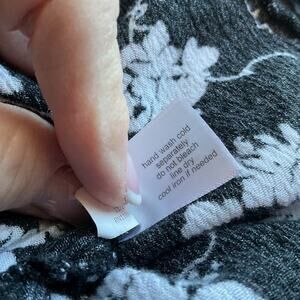 hand wash cold
separately
do not bleach
line dry
cool iron if needed